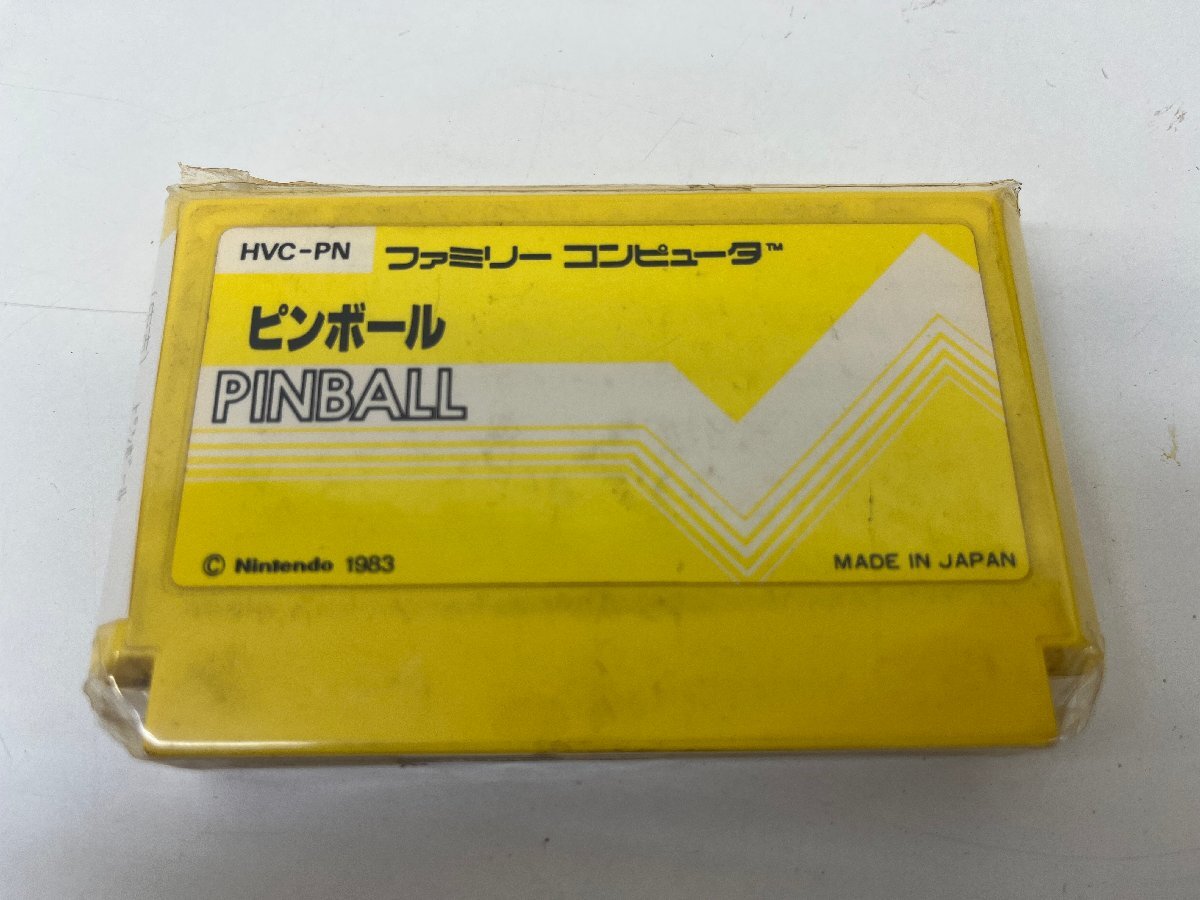 HVC-PN ファミリー コンピュータ™
ピンボール
PINBALL
© Nintendo 1983
MADE IN JAPAN